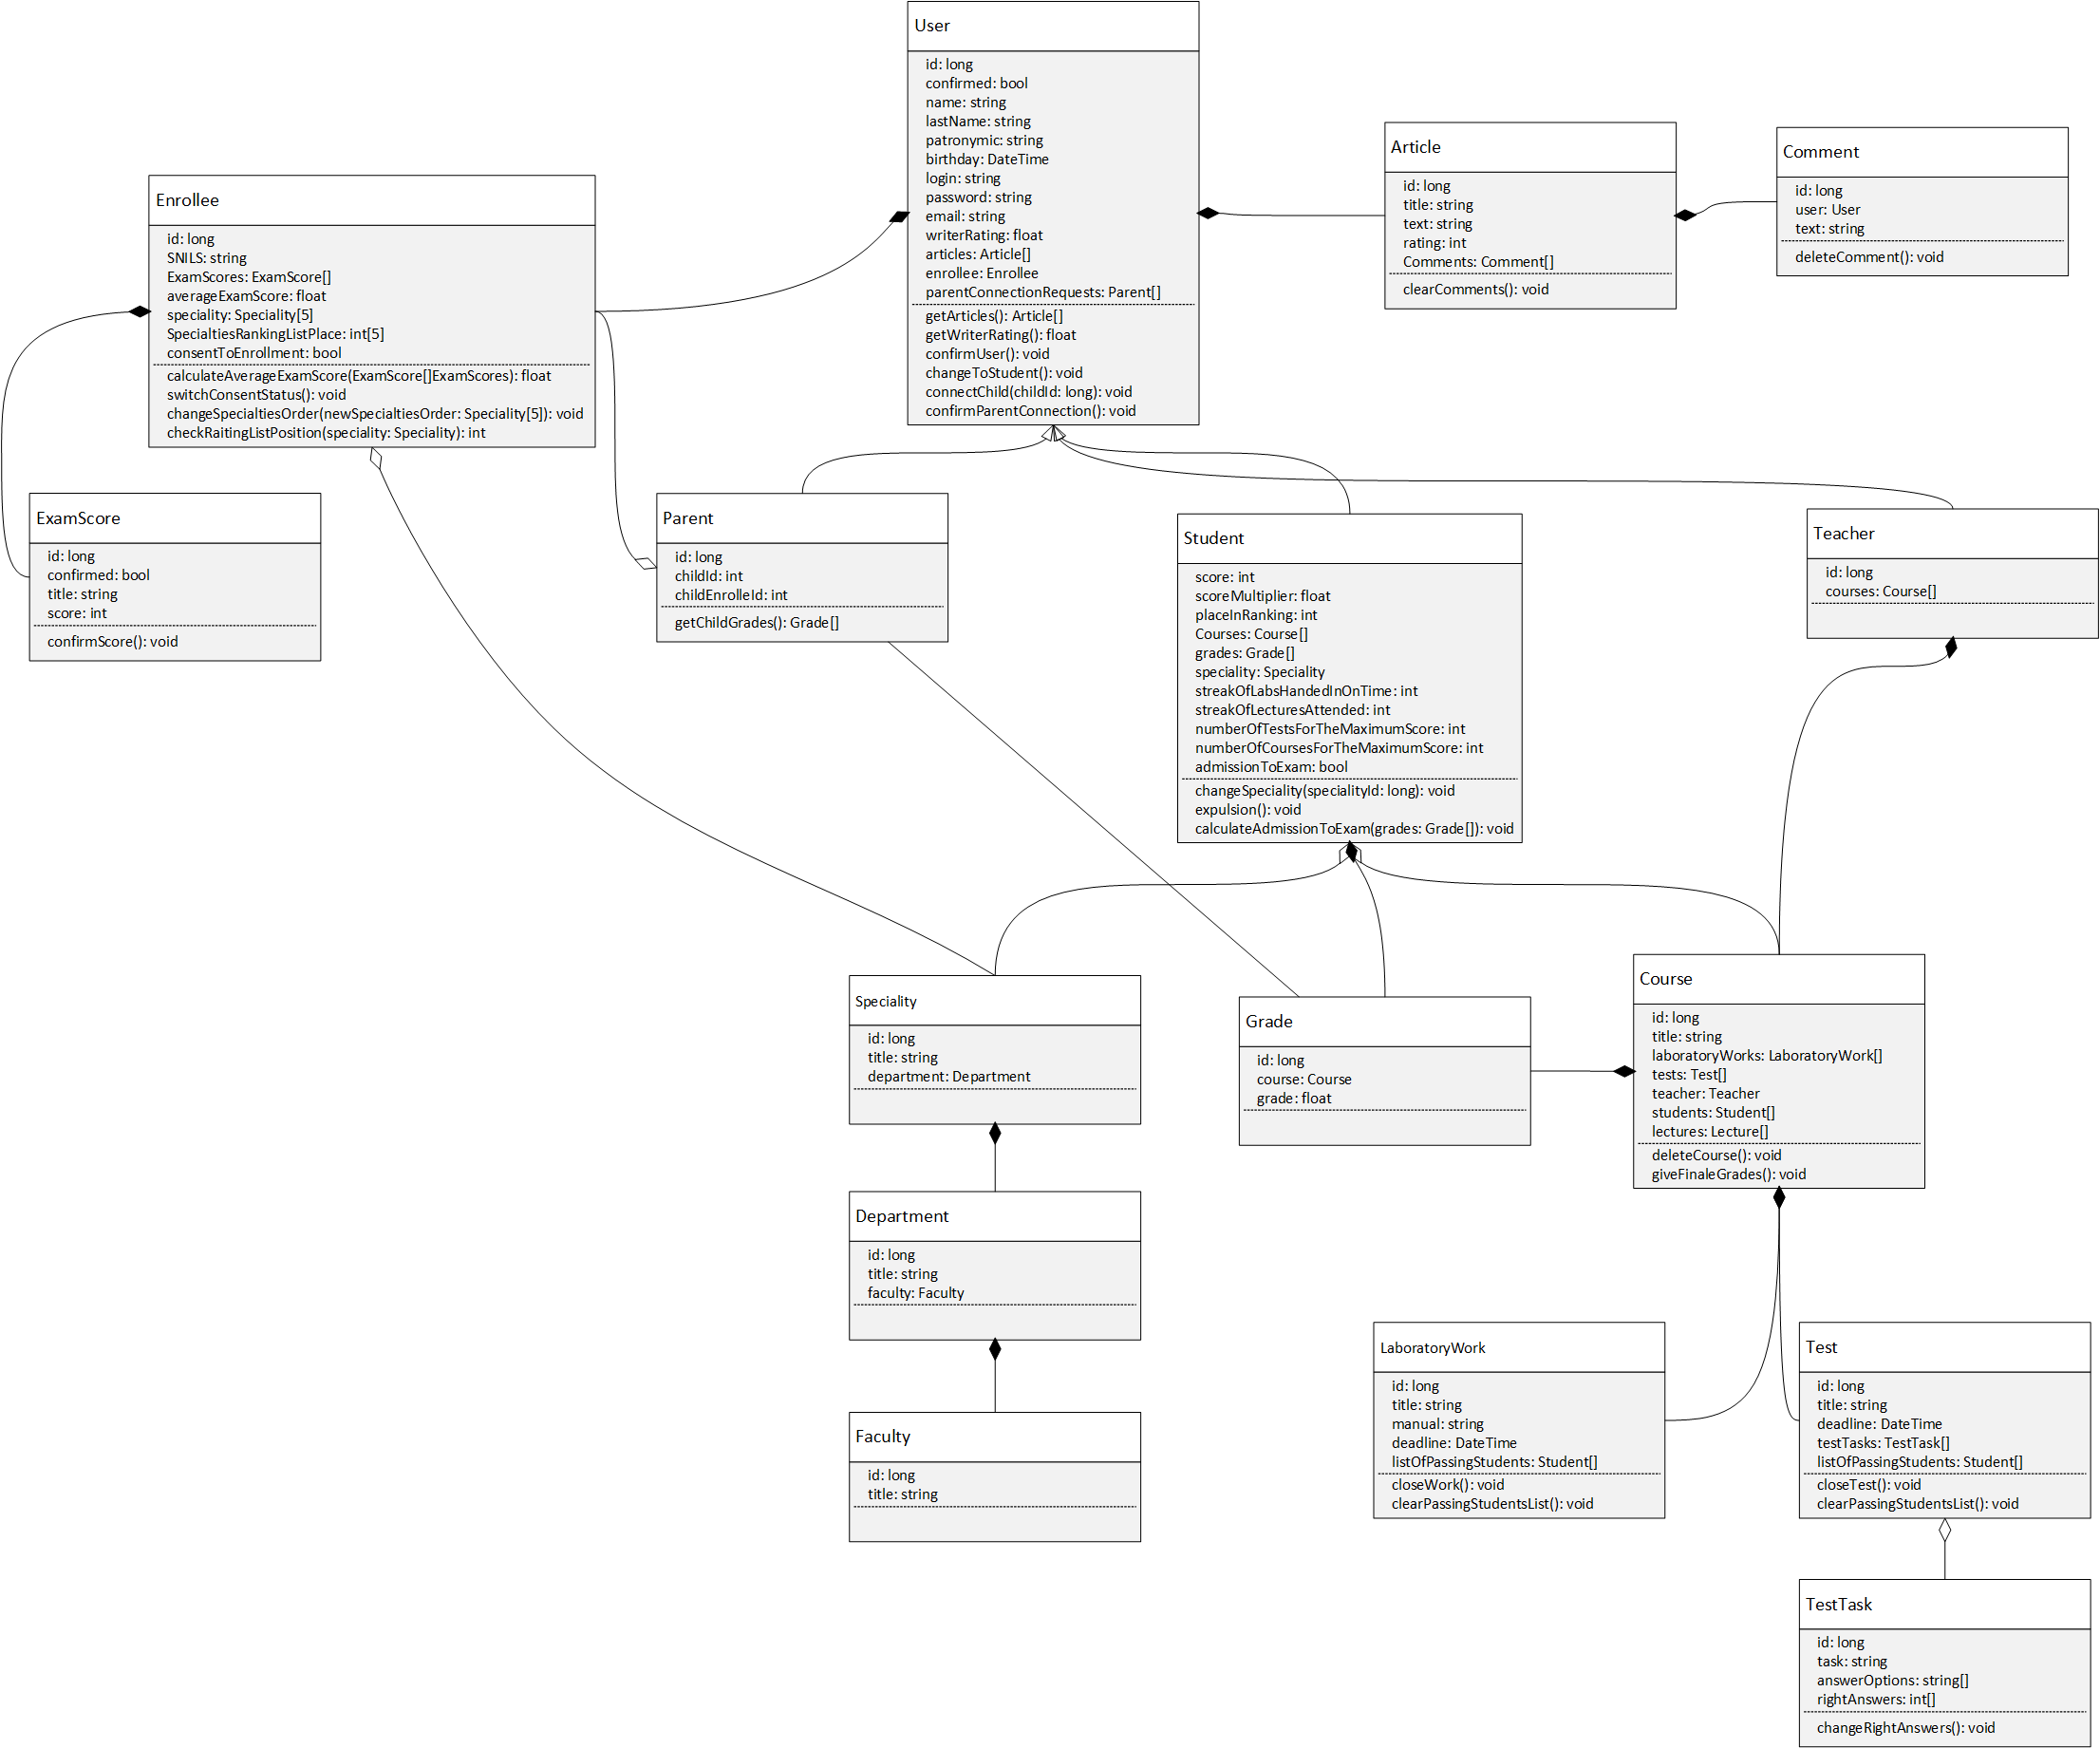 User
id: long
confirmed: bool
name: string
lastName: string
patronymic: string
birthday: DateTime
login: string
password: string
email: string
writerRating: float
articles: Article[]
enrollee: Enrollee
parentConnectionRequests: Parent[]
getArticles(): Article[]
getWriterRating(): float
confirmUser(): void
changeToStudent(): void
connectChild(childId: long): void
confirmParentConnection(): void
Article
id: long
title: string
text: string
rating: int
Comments: Comment[]
clearComments(): void
Comment
id: long
user: User
text: string
deleteComment(): void
Enrollee
id: long
SNILS: string
ExamScores: ExamScore[]
averageExamScore: float
speciality: Speciality[5]
SpecialtiesRankingListPlace: int[5]
consentToEnrollment: bool
calculateAverageExamScore(ExamScore[]ExamScores): float
switchConsentStatus(): void
changeSpecialtiesOrder(newSpecialtiesOrder: Speciality[5]): void
checkRaitingListPosition(speciality: Speciality): int
ExamScore
id: long
confirmed: bool
title: string
score: int
confirmScore(): void
Parent
id: long
childId: int
childEnrolleId: int
getChildGrades(): Grade[]
Student
score: int
scoreMultiplier: float
placeInRanking: int
Courses: Course[]
grades: Grade[]
speciality: Speciality
streakOfLabsHandedInOnTime: int
streakOfLecturesAttended: int
numberOfTestsForTheMaximumScore: int
numberOfCoursesForTheMaximumScore: int
admissionToExam: bool
changeSpeciality(specialityId: long): void
expulsion(): void
calculateAdmissionToExam(grades: Grade[]): void
Teacher
id: long
courses: Course[]
Speciality
id: long
title: string
department: Department
Grade
id: long
course: Course
grade: float
Course
id: long
title: string
laboratoryWorks: LaboratoryWork[]
tests: Test[]
teacher: Teacher
students: Student[]
lectures: Lecture[]
deleteCourse(): void
giveFinaleGrades(): void
Department
id: long
title: string
faculty: Faculty
Faculty
id: long
title: string
LaboratoryWork
id: long
title: string
manual: string
deadline: DateTime
listOfPassingStudents: Student[]
closeWork(): void
clearPassingStudentsList(): void
Test
id: long
title: string
deadline: DateTime
testTasks: TestTask[]
listOfPassingStudents: Student[]
closeTest(): void
clearPassingStudentsList(): void
TestTask
id: long
task: string
answerOptions: string[]
rightAnswers: int[]
changeRightAnswers(): void